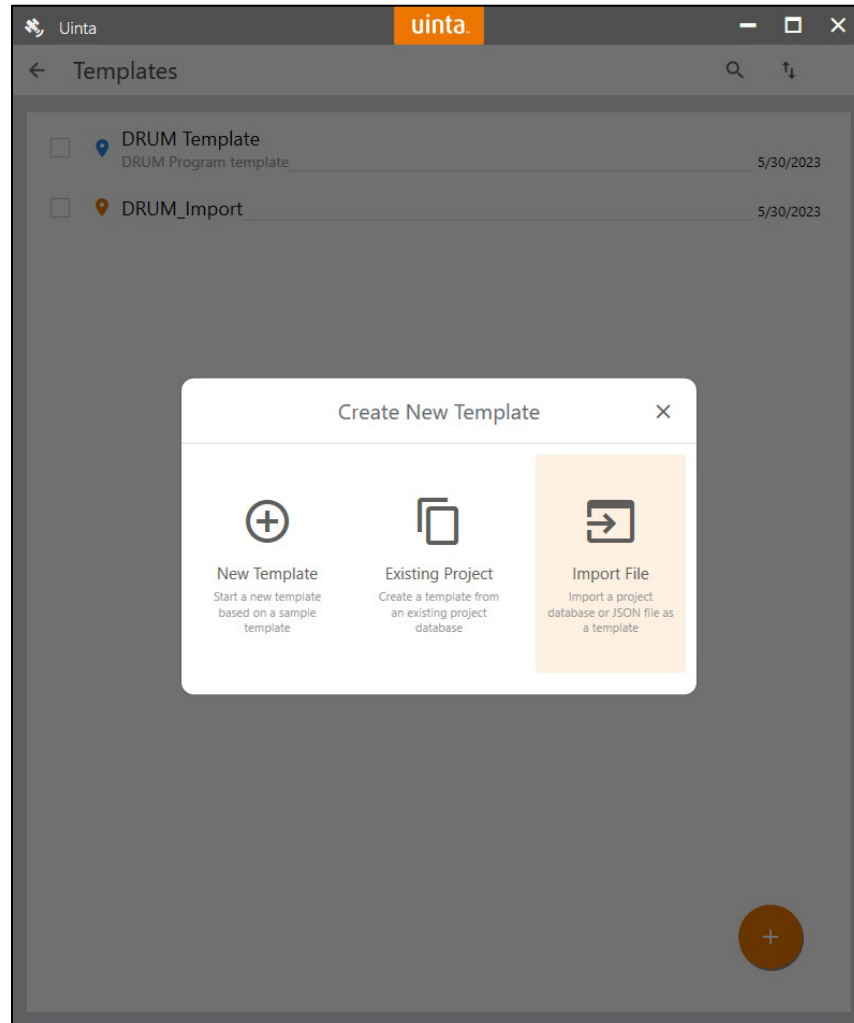 Uinta
uinta.
Templates
DRUM Template
DRUM Program template
5/30/2023
DRUM_Import
5/30/2023
Create New Template
New Template
Start a new template
based on a sample
template
Existing Project
Create a template from
an existing project
database
Import File
Import a project
database or JSON file as
a template